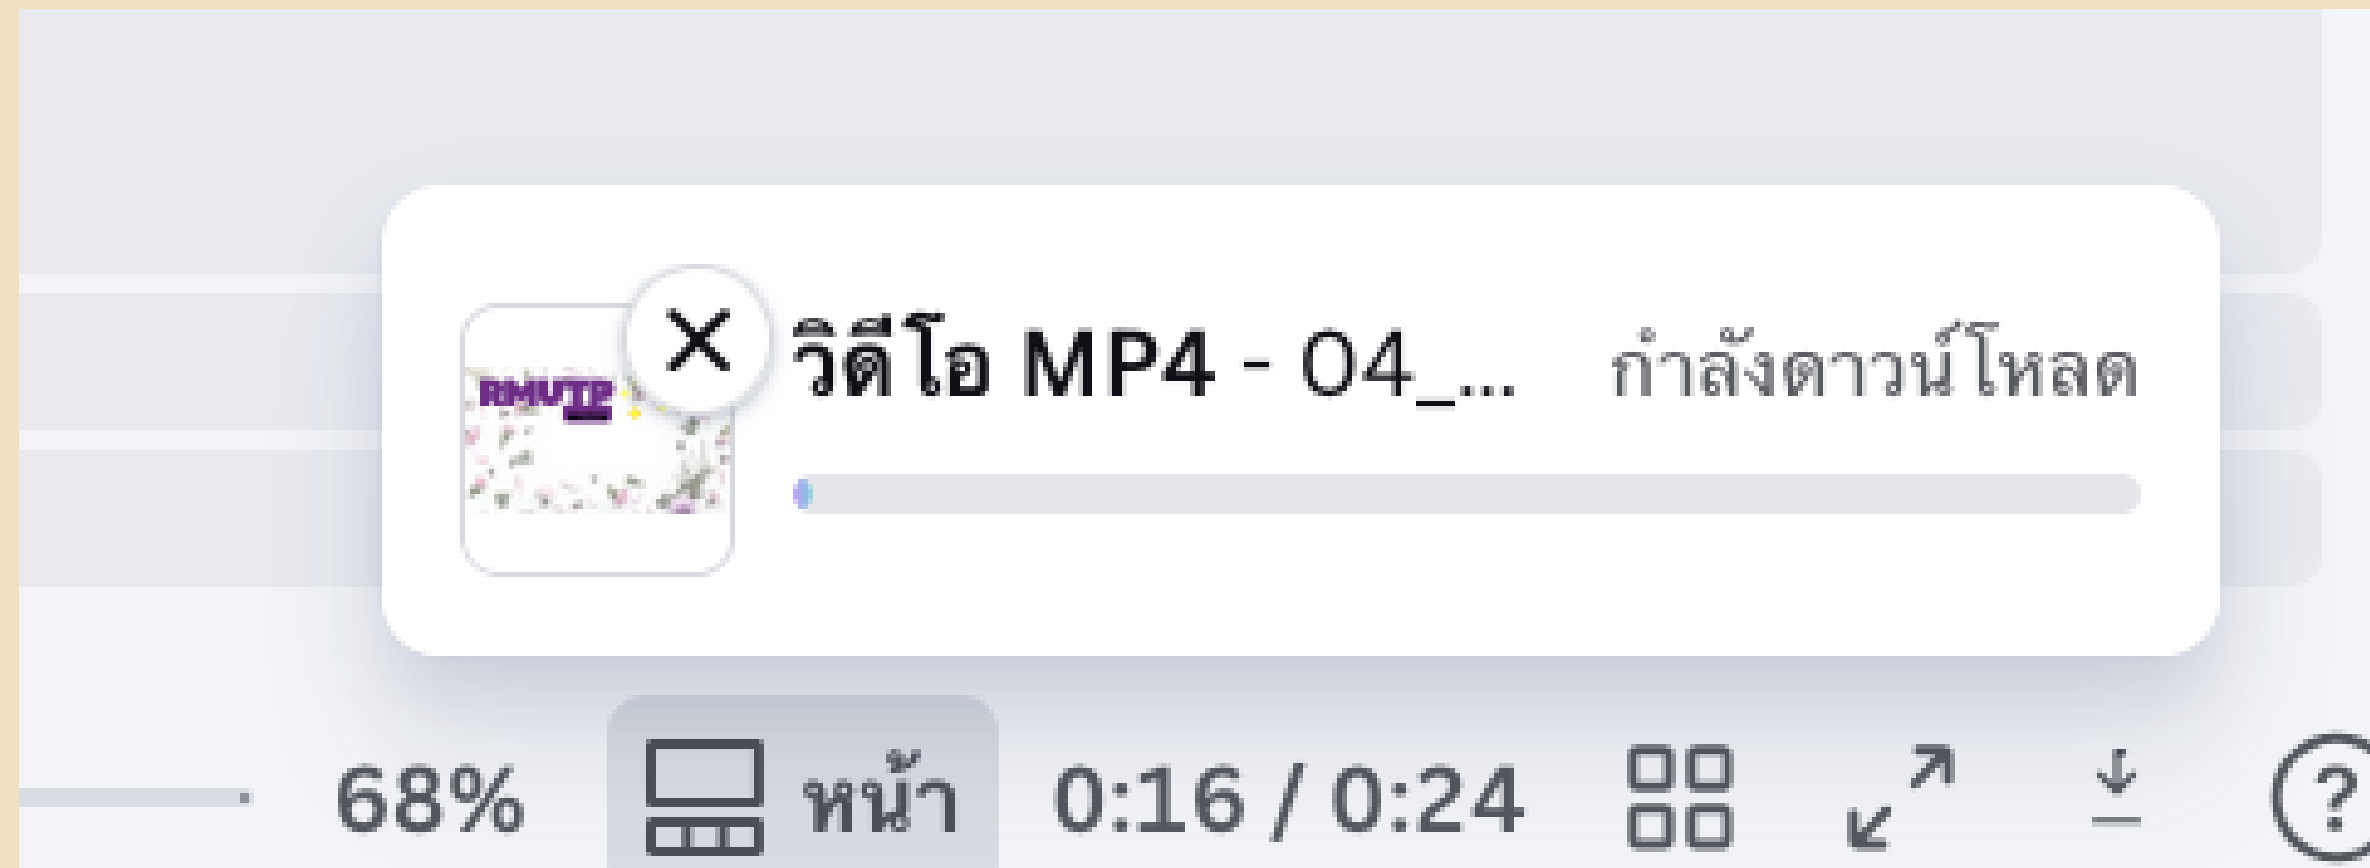 วิดีโอ MP4 - 04_... กำลังดาวน์โหลด
RMUTP
68% หน้า 0:16 / 0:24 ?